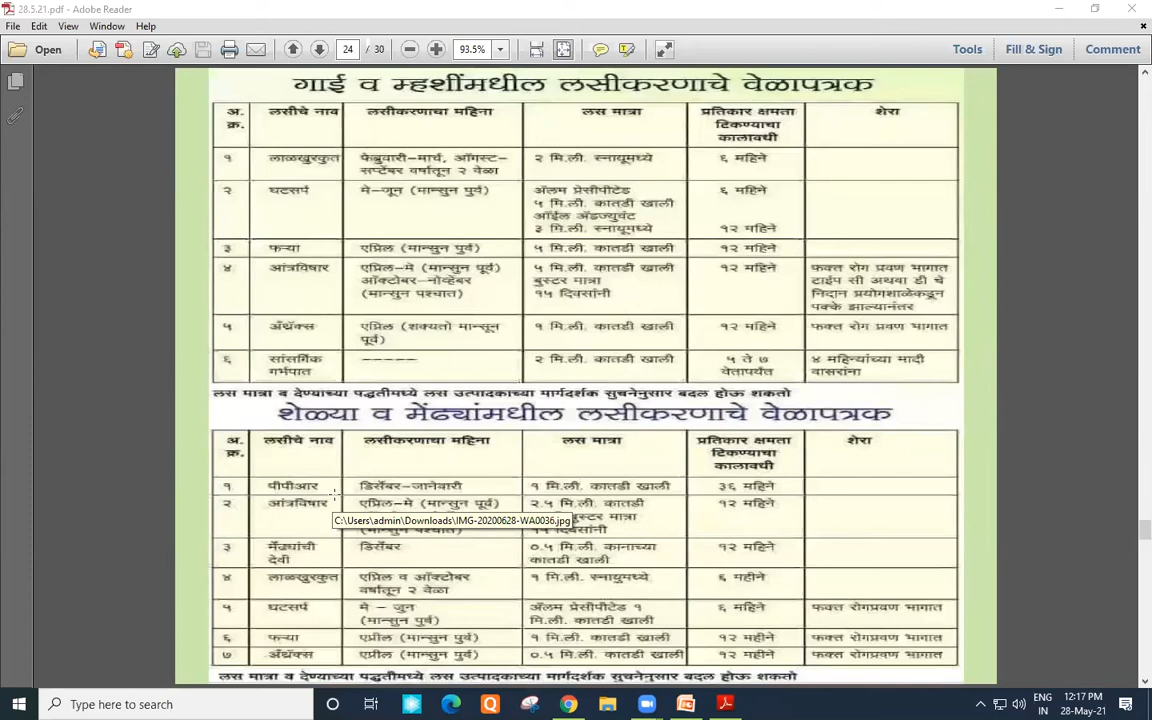 28.5.21.pdf - Adobe Reader
File Edit View Window Help
Open 24 / 30 93.5% Tools Fill & Sign Comment
गाई व म्हशींमधील लसीकरणाचे वेळापत्रक
अ. क्र. लसीचे नाव लसीकरणाचा महिना लस मात्रा प्रतिकार क्षमता टिकण्याचा कालावधी शेरा
१ लाळखुरकुत फेब्रुवारी-मार्च, ऑगस्ट-सप्टेंबर वर्षातून २ वेळा २ मि.ली. स्नायूमध्ये ६ महिने
२ घटसर्प मे-जून (मान्सुन पुर्व) अ‍ॅलम प्रेसीपीटेड ५ मि.ली. कातडी खाली ऑईल अ‍ॅडज्युवंट ३ मि.ली. स्नायूमध्ये ६ महिने १२ महिने
३ फऱ्या एप्रिल (मान्सुन पुर्व) ५ मि.ली. कातडी खाली १२ महिने
४ आंत्रविषार एप्रिल-मे (मान्सुन पूर्व) ऑक्टोबर-नोव्हेंबर (मान्सुन पश्चात) ५ मि.ली. कातडी खाली बुस्टर मात्रा १५ दिवसांनी १२ महिने फक्त रोग प्रवण भागात टाईप सी अथवा डी चे निदान प्रयोगशाळेकडून पक्के झाल्यानंतर
५ अ‍ॅंथ्रॅक्स एप्रिल (शक्यतो मान्सून पूर्व) १ मि.ली. कातडी खाली १२ महिने फक्त रोग प्रवण भागात
६ सांसर्गिक गर्भपात ----- २ मि.ली. कातडी खाली ५ ते ७ वेतापर्यंत ४ महिन्यांच्या मादी वासरांना
लस मात्रा व देण्याच्या पद्धतीमध्ये लस उत्पादकाच्या मार्गदर्शक सुचनेनुसार बदल होऊ शकतो
शेळ्या व मेंढ्यांमधील लसीकरणाचे वेळापत्रक
अ. क्र. लसीचे नाव लसीकरणाचा महिना लस मात्रा प्रतिकार क्षमता टिकण्याचा कालावधी शेरा
१ पीपीआर डिसेंबर-जानेवारी १ मि.ली. कातडी खाली ३६ महिने
२ आंत्रविषार एप्रिल-मे (मान्सुन पूर्व) (मान्सुन पश्चात) २.५ मि.ली. कातडी बुस्टर मात्रा १५ दिवसांनी १२ महिने
C:\Users\admin\Downloads\IMG-20200628-WA0036.jpg
३ मेंढ्यांची देवी डिसेंबर ०.५ मि.ली. कानाच्या कातडी खाली १२ महिने
४ लाळखुरकुत एप्रिल व ऑक्टोबर वर्षातून २ वेळा १ मि.ली. स्नायुमध्ये ६ महीने
५ घटसर्प मे - जून (मान्सुन पुर्व) अ‍ॅलम प्रेसीपीटेड १ मि.ली. कातडी खाली ६ महिने फक्त रोगप्रवण भागात
६ फऱ्या एप्रील (मान्सुन पुर्व) १ मि.ली. कातडी खाली १२ महीने फक्त रोगप्रवण भागात
७ अ‍ॅंथ्रॅक्स एप्रील (मान्सुन पुर्व) ०.५ मि.ली. कातडी खाली १२ महीने फक्त रोगप्रवण भागात
लस मात्रा व देण्याच्या पद्धतीमध्ये लस उत्पादकाच्या मार्गदर्शक सुचनेनुसार बदल होऊ शकतो
Type here to search ENG IN 12:17 PM 28-May-21